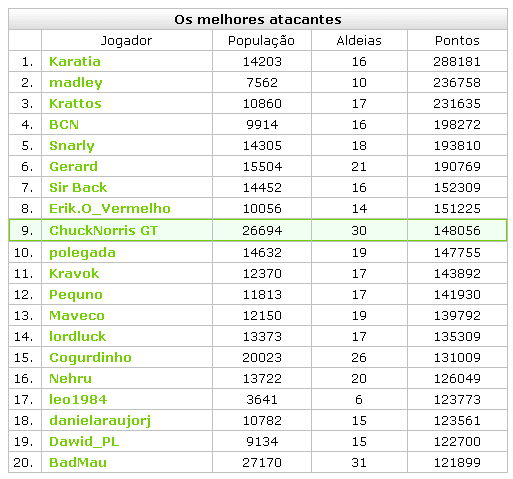 Os melhores atacantes
Jogador População Aldeias Pontos
1. Karatia 14203 16 288181
2. madley 7562 10 236758
3. Krattos 10860 17 231635
4. BCN 9914 16 198272
5. Snarly 14305 18 193810
6. Gerard 15504 21 190769
7. Sir Back 14452 16 152309
8. Erik.O_Vermelho 10056 14 151225
9. ChuckNorris GT 26694 30 148056
10. polegada 14632 19 147755
11. Kravok 12370 17 143892
12. Pequno 11813 17 141930
13. Maveco 12150 19 139792
14. lordluck 13373 17 135309
15. Cogurdinho 20023 26 131009
16. Nehru 13722 20 126049
17. leo1984 3641 6 123773
18. danielaraujorj 10782 15 123561
19. Dawid_PL 9134 15 122700
20. BadMau 27170 31 121899